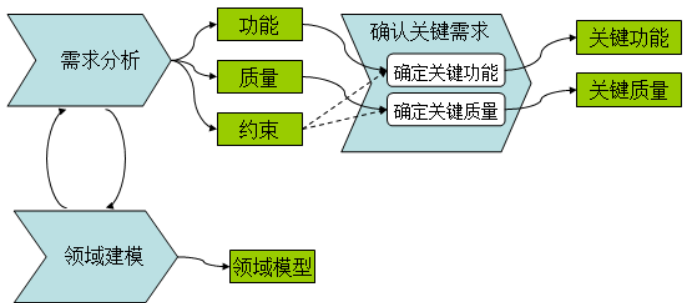 需求分析
功能
质量
约束
确认关键需求
确定关键功能
确定关键质量
关键功能
关键质量
领域建模
领域模型